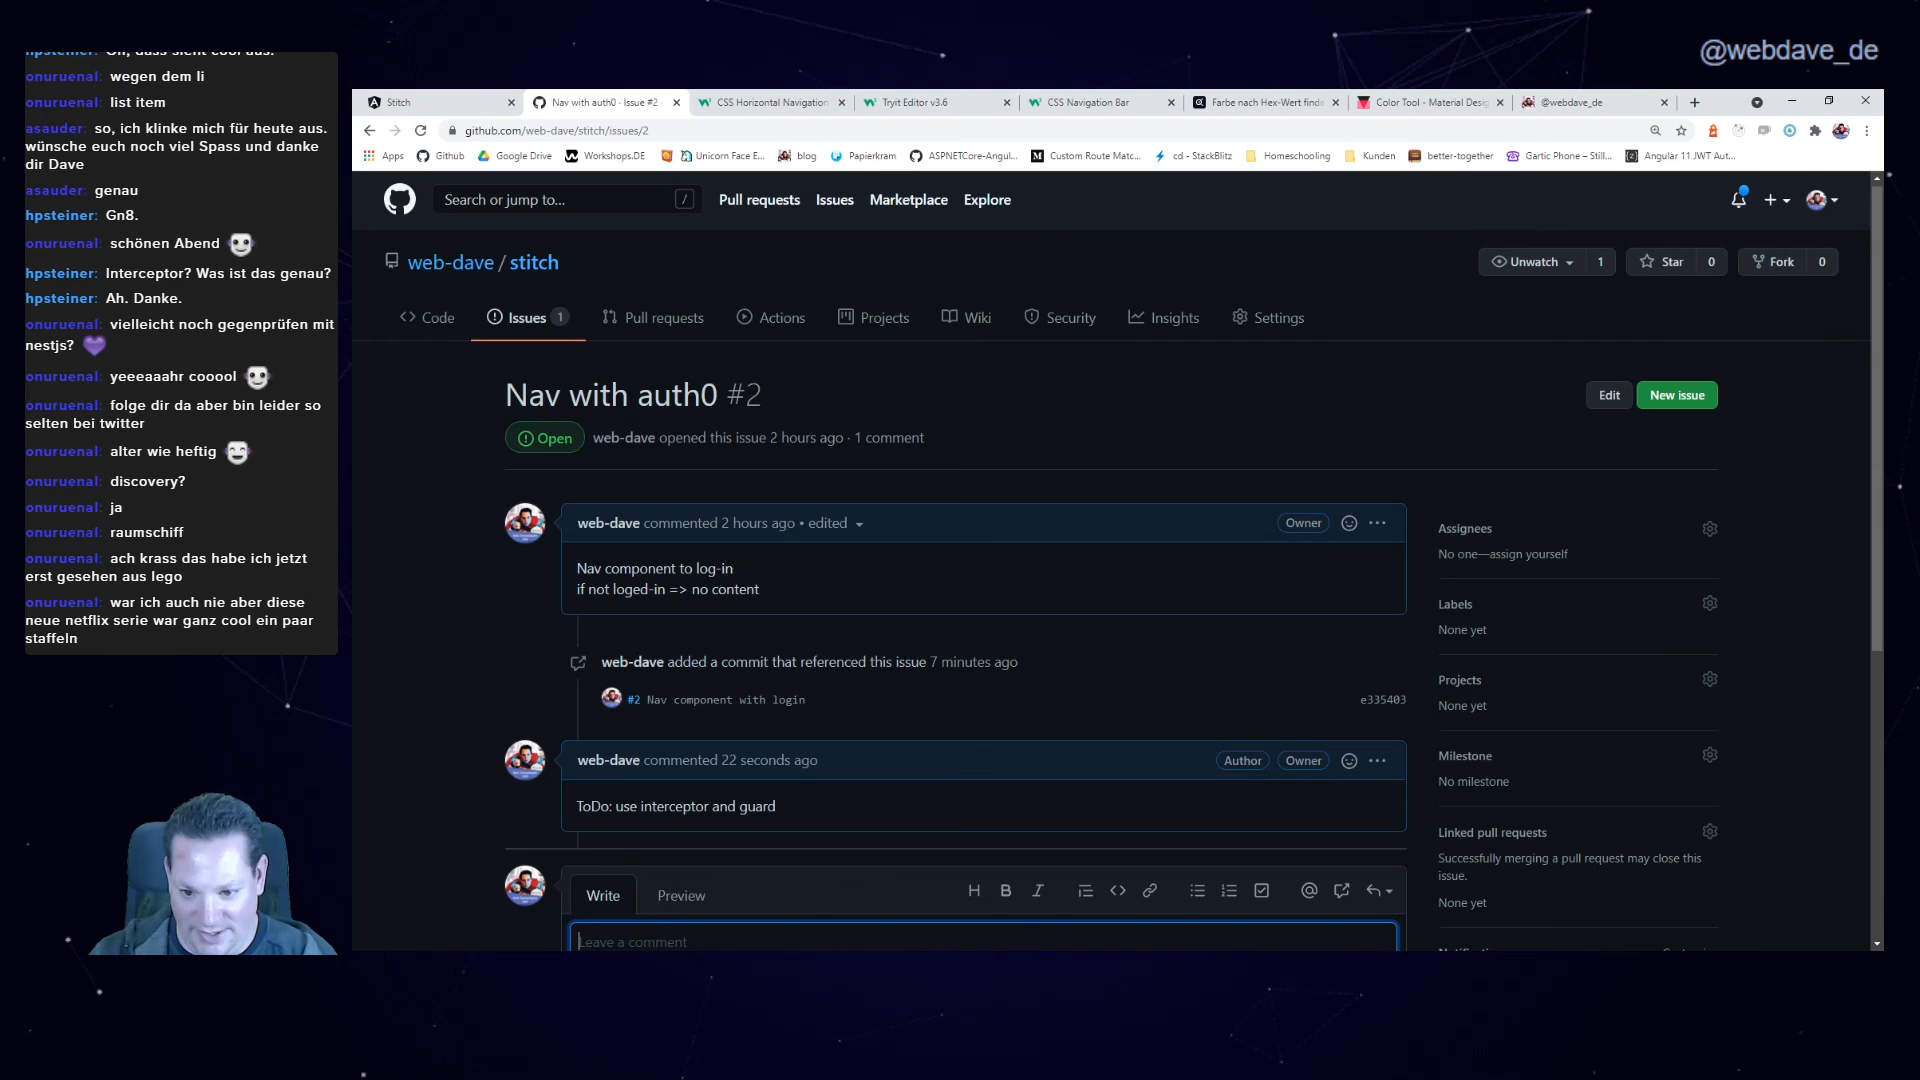 @webdave_de
hpsteiner: Oh, dass sieht cool aus.
onuruenal: wegen dem li
onuruenal: list item
asauder: so, ich klinke mich für heute aus.
wünsche euch noch viel Spass und danke
dir Dave
asauder: genau
hpsteiner: Gn8.
onuruenal: schönen Abend
hpsteiner: Interceptor? Was ist das genau?
hpsteiner: Ah. Danke.
onuruenal: vielleicht noch gegenprüfen mit
nestjs?
onuruenal: yeeeaaahr cooool
onuruenal: folge dir da aber bin leider so
selten bei twitter
onuruenal: alter wie heftig
onuruenal: discovery?
onuruenal: ja
onuruenal: raumschiff
onuruenal: ach krass das habe ich jetzt
erst gesehen aus lego
onuruenal: war ich auch nie aber diese
neue netflix serie war ganz cool ein paar
staffeln
Stitch
Nav with auth0 · Issue #2
CSS Horizontal Navigation
Tryit Editor v3.6
CSS Navigation Bar
Farbe nach Hex-Wert finde
Color Tool - Material Desig
@webdave_de
github.com/web-dave/stitch/issues/2
Apps Github Google Drive Workshops.DE Unicorn Face E... blog Papierkram ASPNETCore-Angul... Custom Route Matc... cd - StackBlitz Homeschooling Kunden better-together Gartic Phone – Still... Angular 11 JWT Aut...
Search or jump to... /
Pull requests Issues Marketplace Explore
web-dave / stitch
Unwatch 1 Star 0 Fork 0
Code Issues 1 Pull requests Actions Projects Wiki Security Insights Settings
Nav with auth0 #2
Edit New issue
Open web-dave opened this issue 2 hours ago · 1 comment
web-dave commented 2 hours ago • edited Owner
Nav component to log-in
if not loged-in => no content
web-dave added a commit that referenced this issue 7 minutes ago
#2 Nav component with login e335403
web-dave commented 22 seconds ago Author Owner
ToDo: use interceptor and guard
Write Preview
Leave a comment
Assignees
No one—assign yourself
Labels
None yet
Projects
None yet
Milestone
No milestone
Linked pull requests
Successfully merging a pull request may close this
issue.
None yet